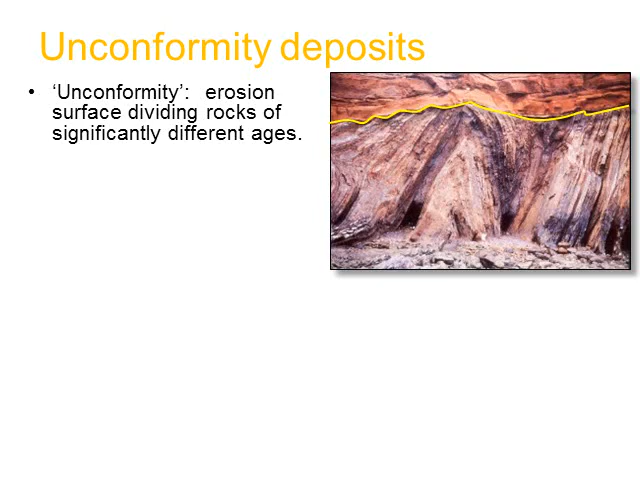 Unconformity deposits
• ‘Unconformity’: erosion
surface dividing rocks of
significantly different ages.